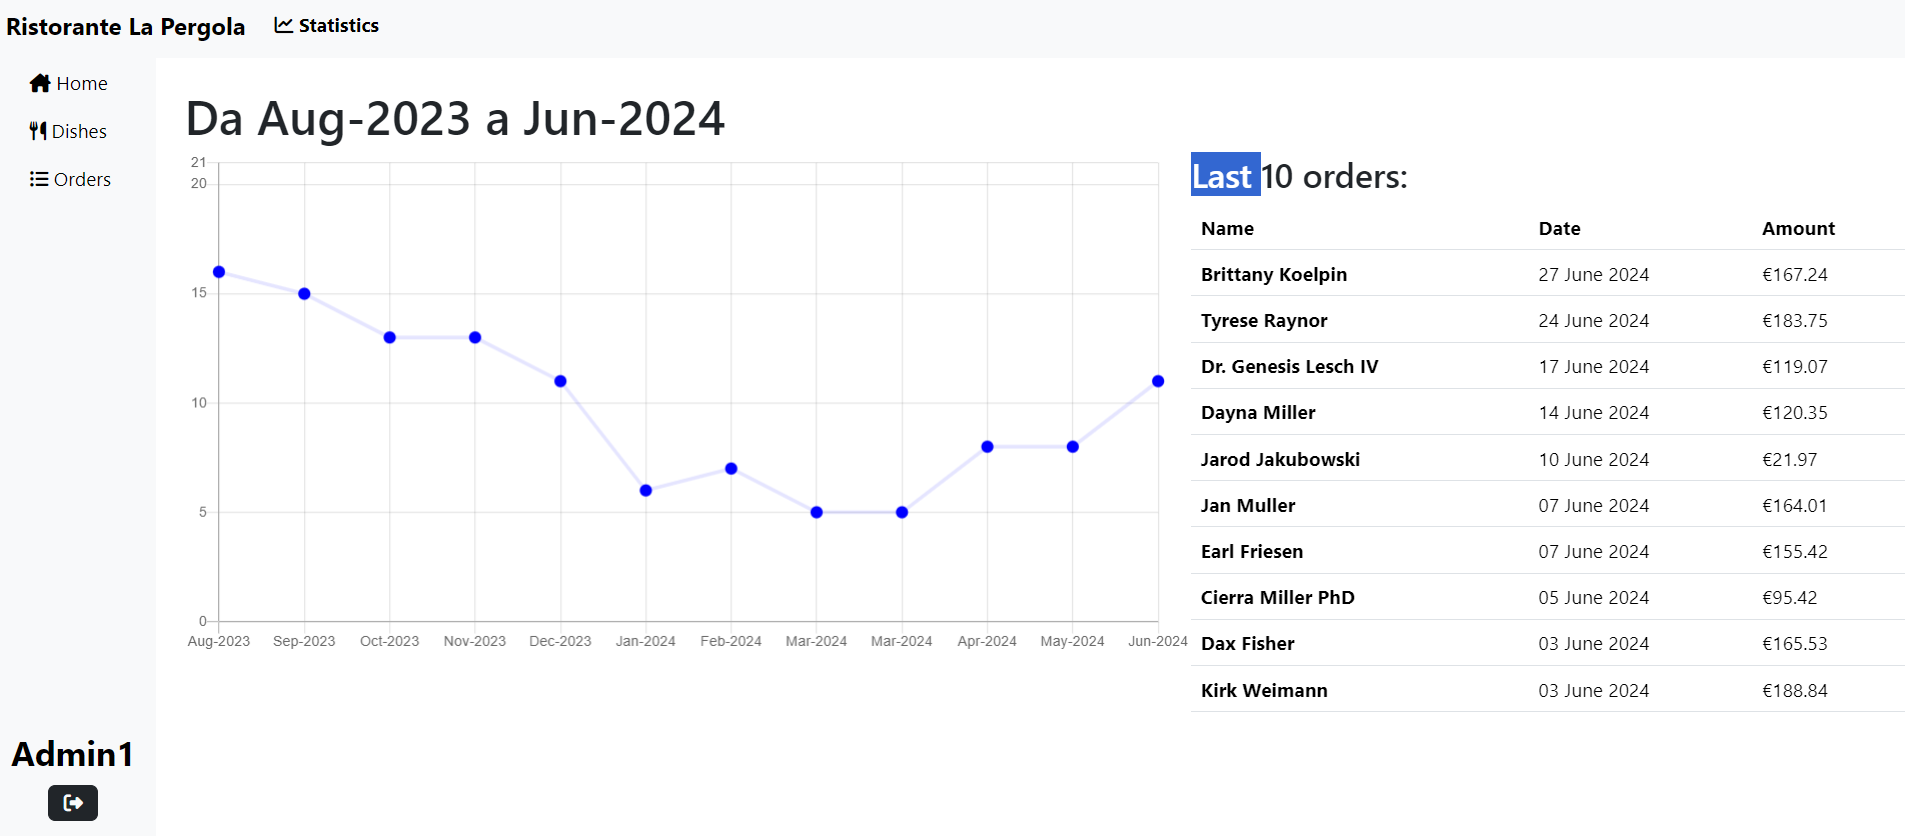 Ristorante La Pergola
Statistics
Home
Dishes
Orders
Da Aug-2023 a Jun-2024
21
20
15
10
5
0
Aug-2023 Sep-2023 Oct-2023 Nov-2023 Dec-2023 Jan-2024 Feb-2024 Mar-2024 Mar-2024 Apr-2024 May-2024 Jun-2024
Last 10 orders:
Name Date Amount
Brittany Koelpin 27 June 2024 €167.24
Tyrese Raynor 24 June 2024 €183.75
Dr. Genesis Lesch IV 17 June 2024 €119.07
Dayna Miller 14 June 2024 €120.35
Jarod Jakubowski 10 June 2024 €21.97
Jan Muller 07 June 2024 €164.01
Earl Friesen 07 June 2024 €155.42
Cierra Miller PhD 05 June 2024 €95.42
Dax Fisher 03 June 2024 €165.53
Kirk Weimann 03 June 2024 €188.84
Admin1